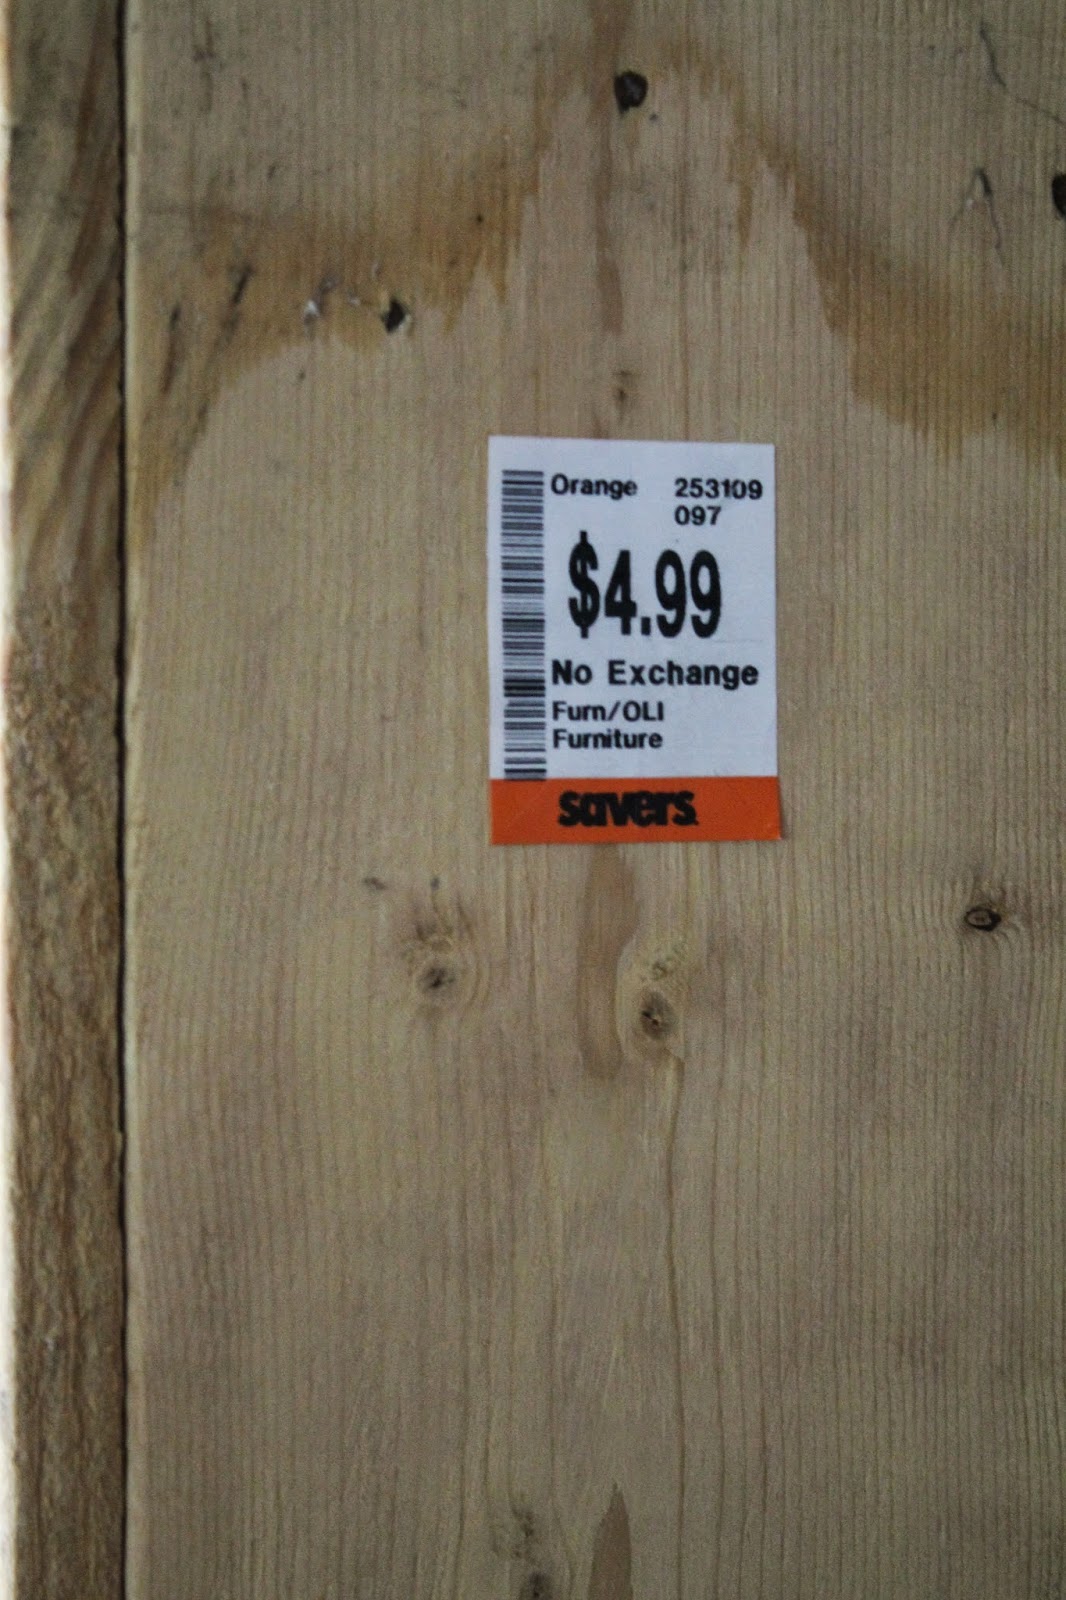 Orange 253109
097
$4.99
No Exchange
Furn/OLI
Furniture
savers.